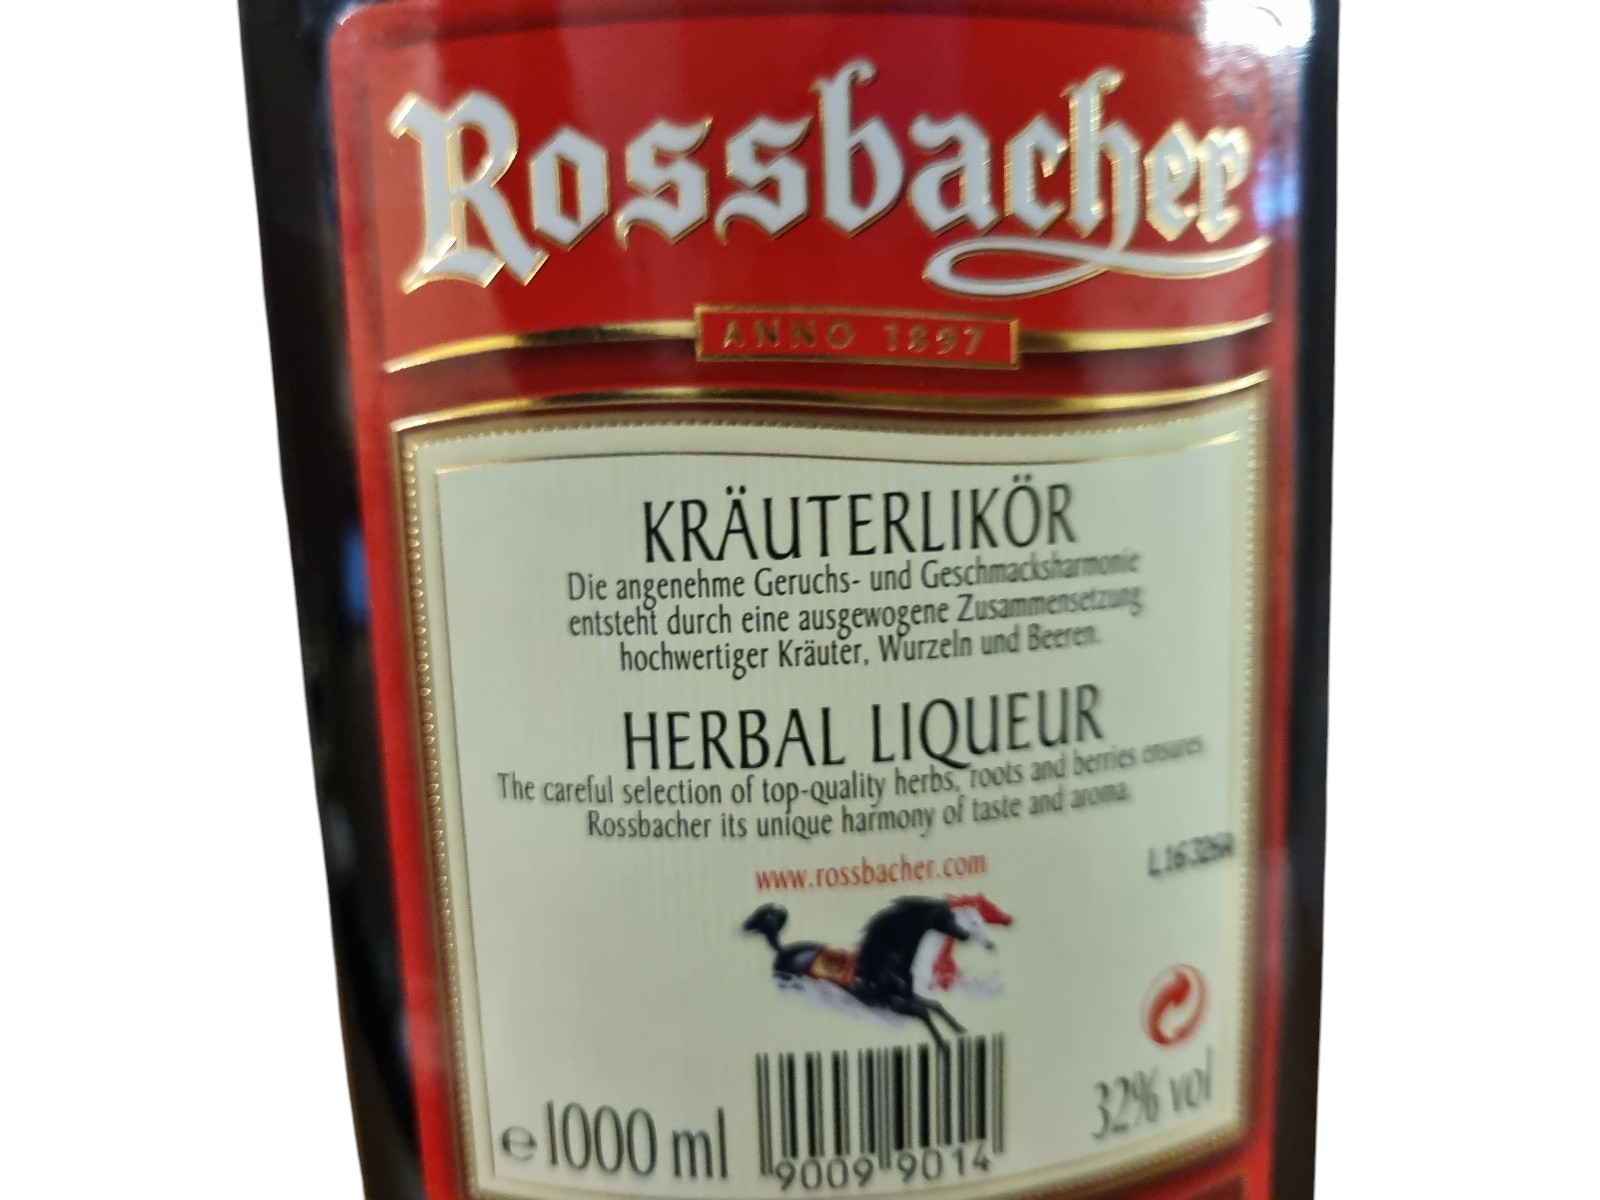 Rossbacher
ANNO 1897
KRÄUTERLIKÖR
Die angenehme Geruchs- und Geschmacksharmonie
entsteht durch eine ausgewogene Zusammensetzung
hochwertiger Kräuter, Wurzeln und Beeren.
HERBAL LIQUEUR
The careful selection of top-quality herbs, roots and berries ensures
Rossbacher its unique harmony of taste and aroma.
www.rossbacher.com
e 1000 ml
9009 9014
32% vol